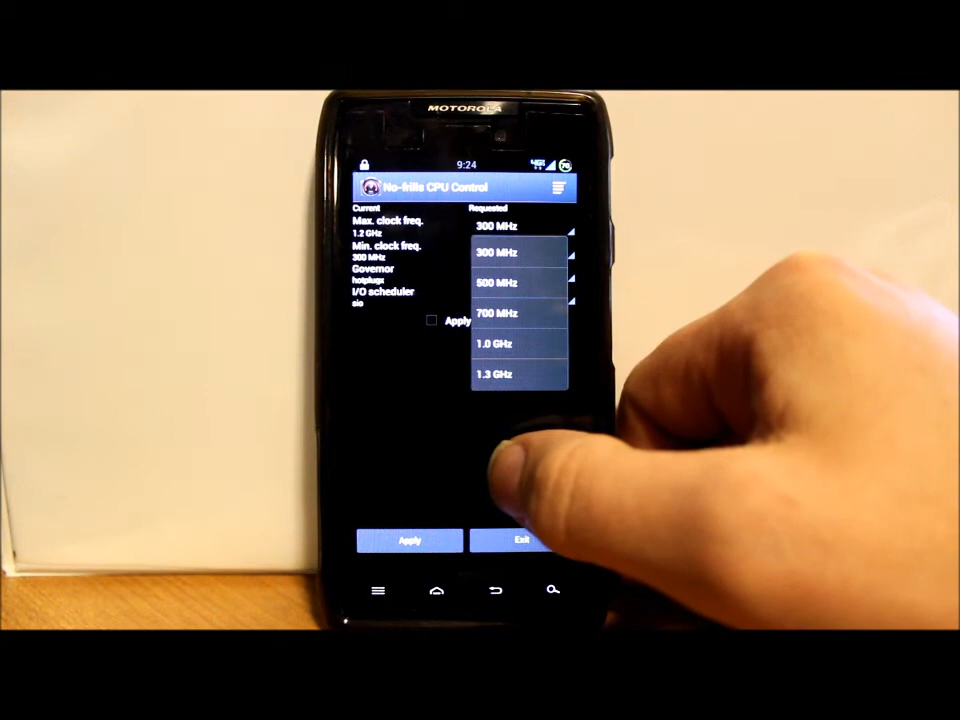 MOTOROLA
9:24
No-frills CPU Control
Current Requested
Max. clock freq. 300 MHz
1.2 GHz
Min. clock freq.
300 MHz
Governor
hotplugx
I/O scheduler
sio
Apply
300 MHz
500 MHz
700 MHz
1.0 GHz
1.3 GHz
Apply Exit